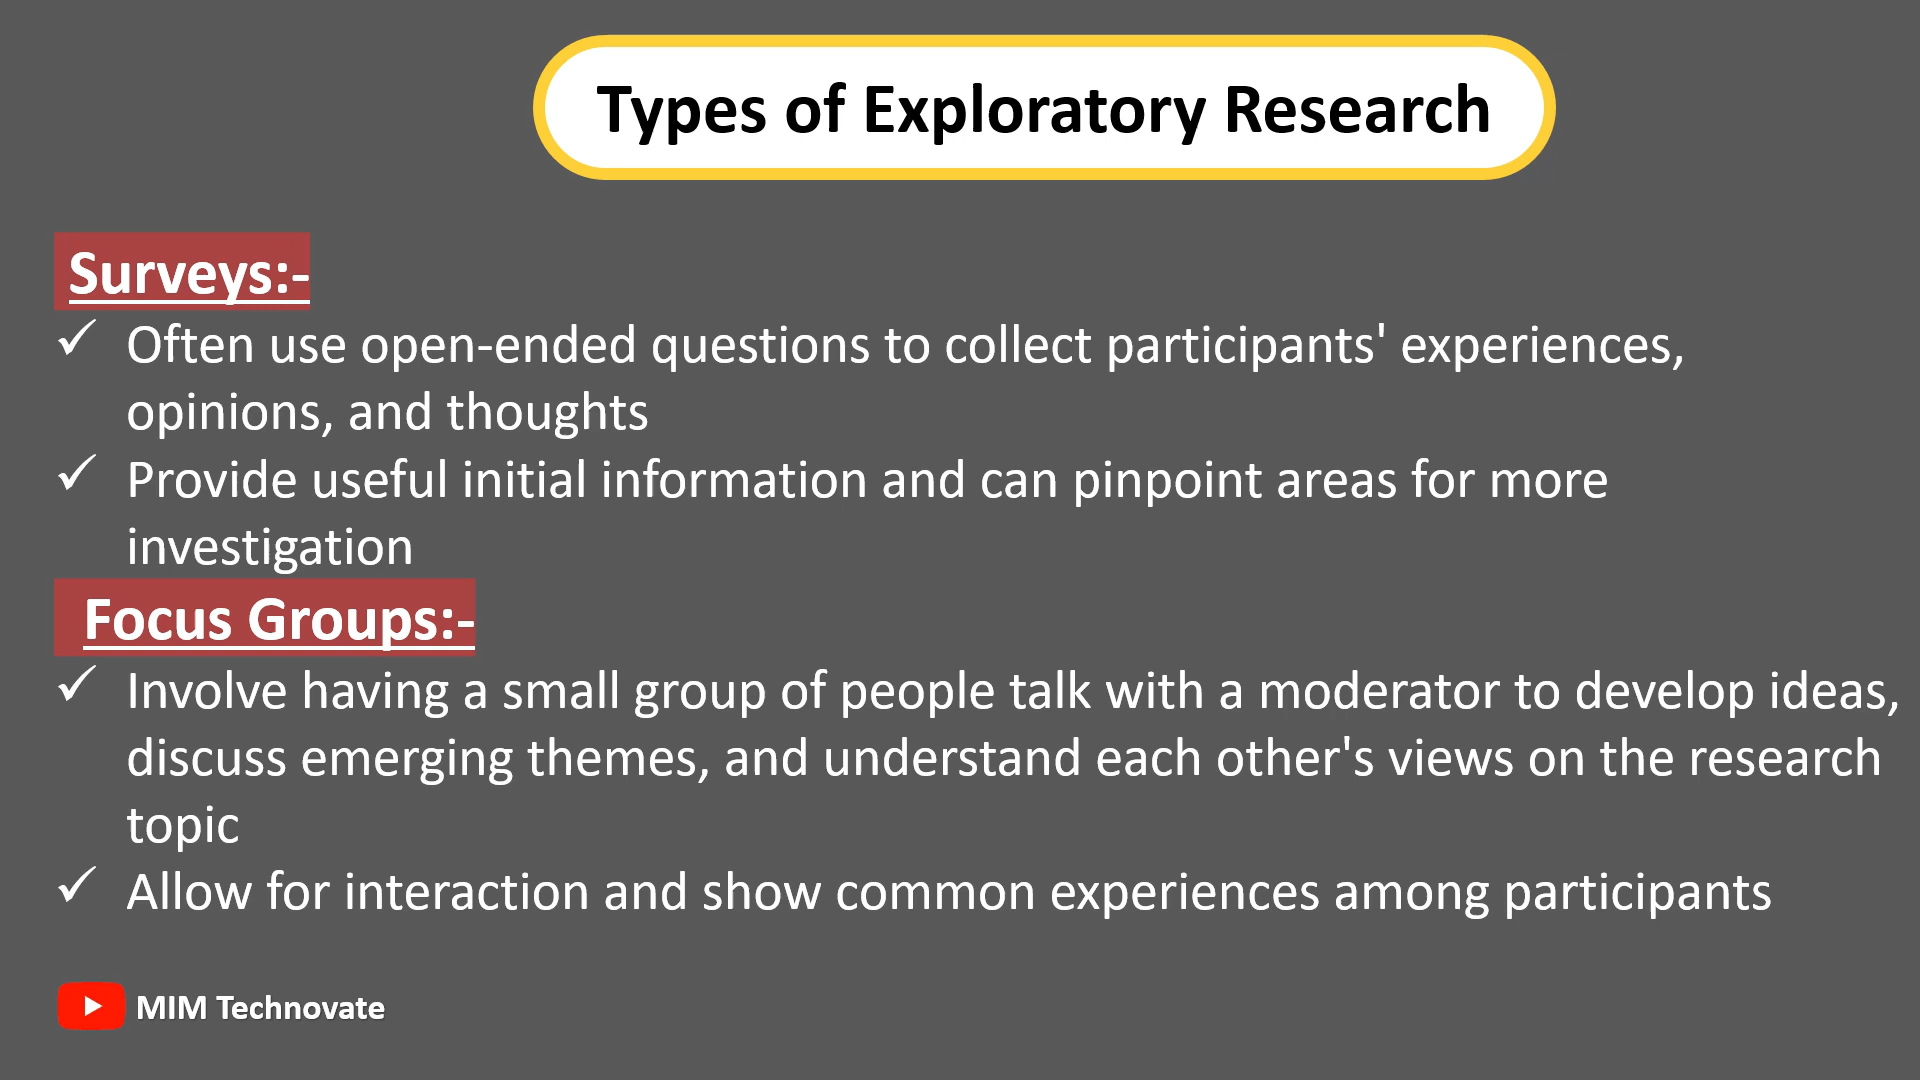 Types of Exploratory Research
Surveys:-
✓ Often use open-ended questions to collect participants' experiences,
opinions, and thoughts
✓ Provide useful initial information and can pinpoint areas for more
investigation
Focus Groups:-
✓ Involve having a small group of people talk with a moderator to develop ideas,
discuss emerging themes, and understand each other's views on the research
topic
✓ Allow for interaction and show common experiences among participants
MIM Technovate